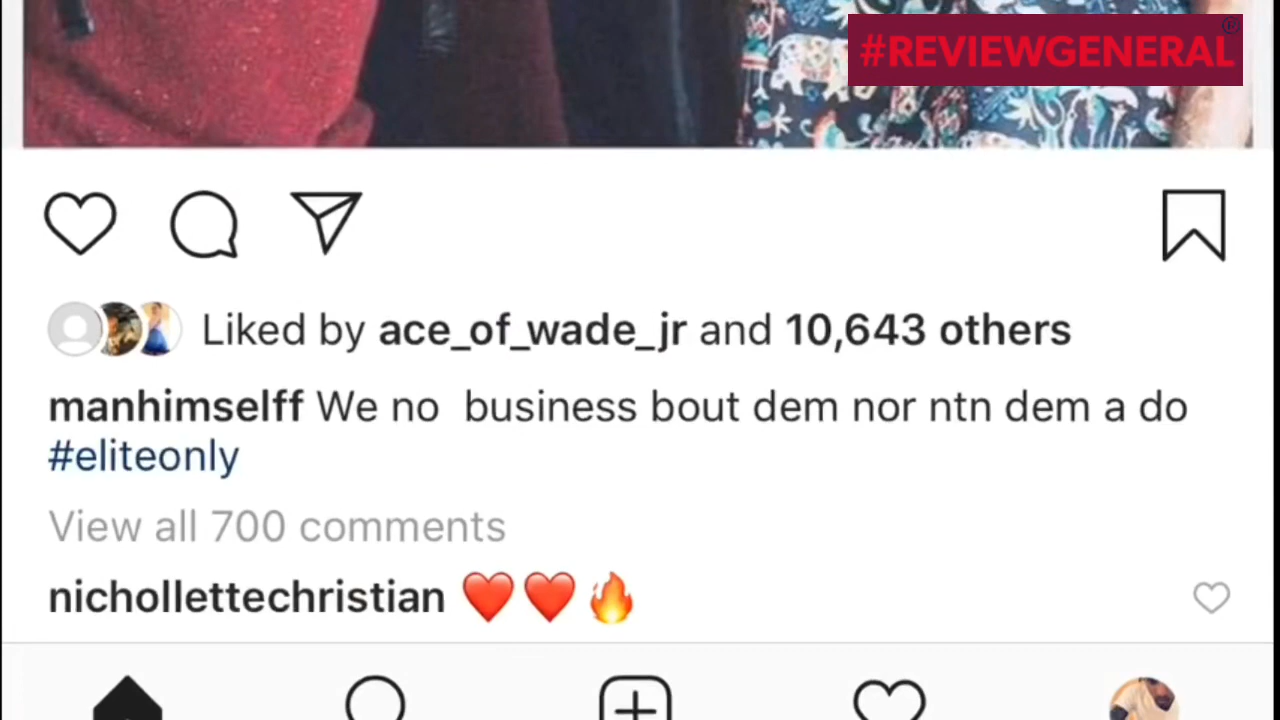 #REVIEWGENERAL®
Liked by ace_of_wade_jr and 10,643 others
manhimselff We no  business bout dem nor ntn dem a do
#eliteonly
View all 700 comments
nichollettechristian ❤️❤️🔥